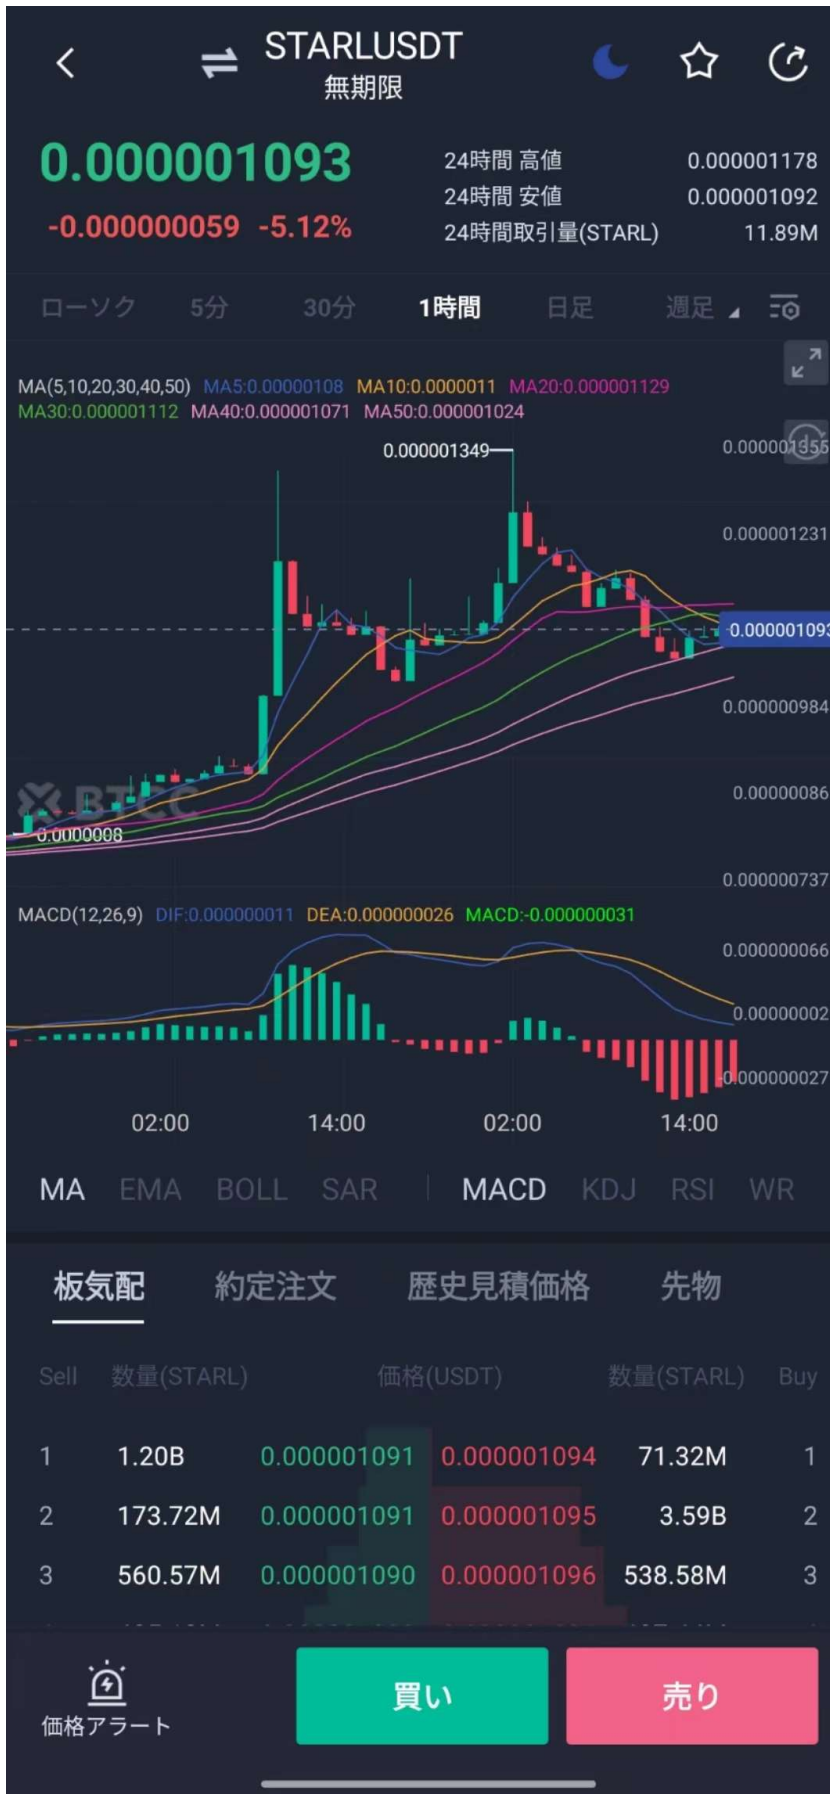 STARLUSDT
無期限
0.000001093
-0.000000059 -5.12%
24時間 高値 0.000001178
24時間 安値 0.000001092
24時間取引量(STARL) 11.89M
ローソク 5分 30分 1時間 日足 週足
MA(5,10,20,30,40,50) MA5:0.00000108 MA10:0.0000011 MA20:0.000001129
MA30:0.000001112 MA40:0.000001071 MA50:0.000001024
0.000001349
0.000001355
0.000001231
0.000001093
0.000000984
0.00000086
BTCC
0.0000008
0.000000737
MACD(12,26,9) DIF:0.000000011 DEA:0.000000026 MACD:-0.000000031
0.000000066
0.00000002
-0.000000027
02:00 14:00 02:00 14:00
MA EMA BOLL SAR MACD KDJ RSI WR
板気配 約定注文 歴史見積価格 先物
Sell 数量(STARL) 価格(USDT) 数量(STARL) Buy
1 1.20B 0.000001091 0.000001094 71.32M 1
2 173.72M 0.000001091 0.000001095 3.59B 2
3 560.57M 0.000001090 0.000001096 538.58M 3
価格アラート 買い 売り